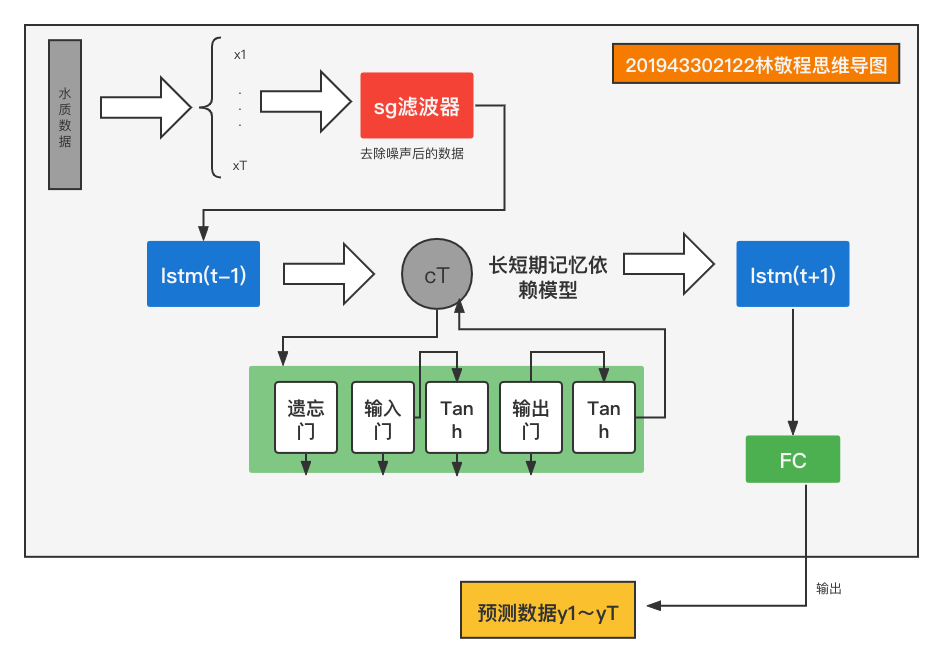 水
质
数
据
x1
.
.
.
xT
sg滤波器
去除噪声后的数据
201943302122林敬程思维导图
lstm(t-1)
cT
长短期记忆依
赖模型
lstm(t+1)
遗忘
门
输入
门
Tan
h
输出
门
Tan
h
FC
输出
预测数据y1～yT